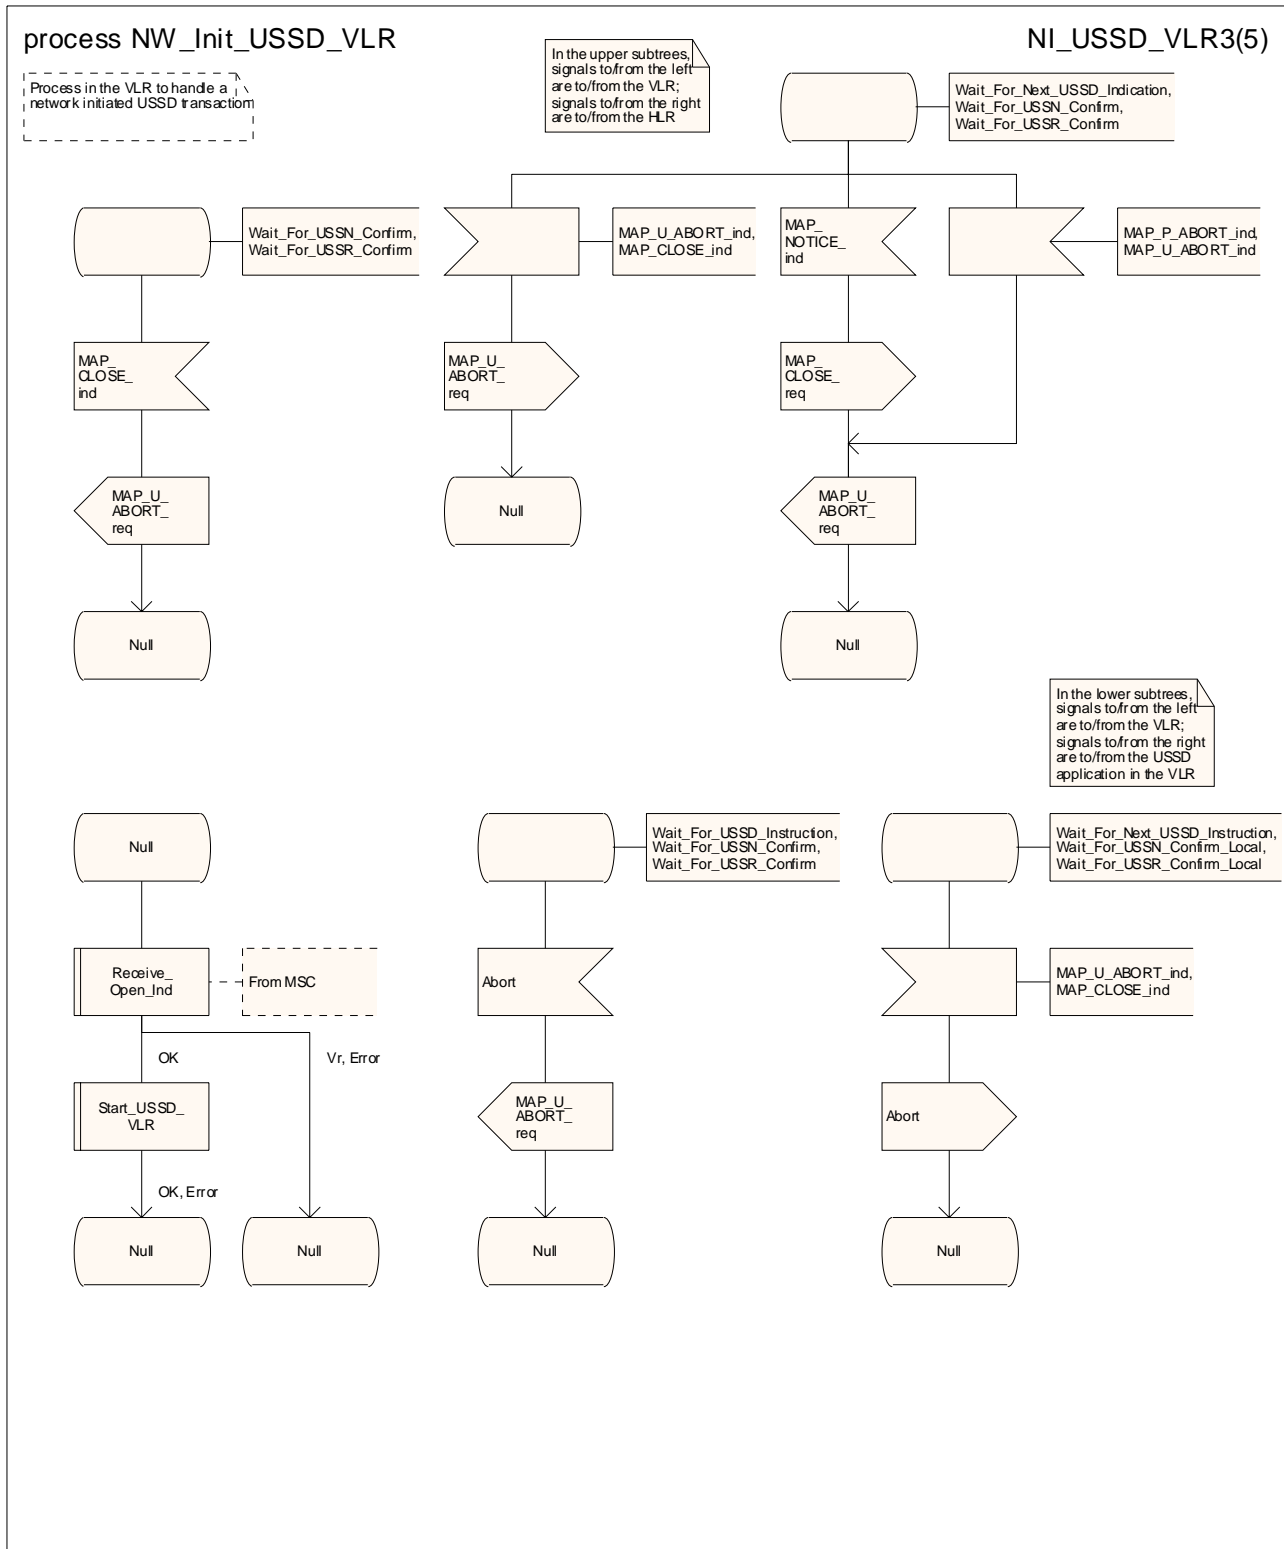 process NW_Init_USSD_VLR
NI_USSD_VLR3(5)
Process in the VLR to handle a
network initiated USSD transaction
In the upper subtrees,
signals to/from the left
are to/from the VLR;
signals to/from the right
are to/from the HLR
Wait_For_Next_USSD_Indication,
Wait_For_USSN_Confirm,
Wait_For_USSR_Confirm
Wait_For_USSN_Confirm,
Wait_For_USSR_Confirm
MAP_U_ABORT_ind,
MAP_CLOSE_ind
MAP_
NOTICE_
ind
MAP_P_ABORT_ind,
MAP_U_ABORT_ind
MAP_
CLOSE_
ind
MAP_U_
ABORT_
req
MAP_
CLOSE_
req
MAP_U_
ABORT_
req
Null
MAP_U_
ABORT_
req
Null
Null
In the lower subtrees,
signals to/from the left
are to/from the VLR;
signals to/from the right
are to/from the USSD
application in the VLR
Null
Wait_For_USSD_Instruction,
Wait_For_USSN_Confirm,
Wait_For_USSR_Confirm
Wait_For_Next_USSD_Instruction,
Wait_For_USSN_Confirm_Local,
Wait_For_USSR_Confirm_Local
Receive_
Open_Ind
From MSC
Abort
MAP_U_ABORT_ind,
MAP_CLOSE_ind
OK
Vr, Error
Start_USSD_
VLR
MAP_U_
ABORT_
req
Abort
OK, Error
Null
Null
Null
Null